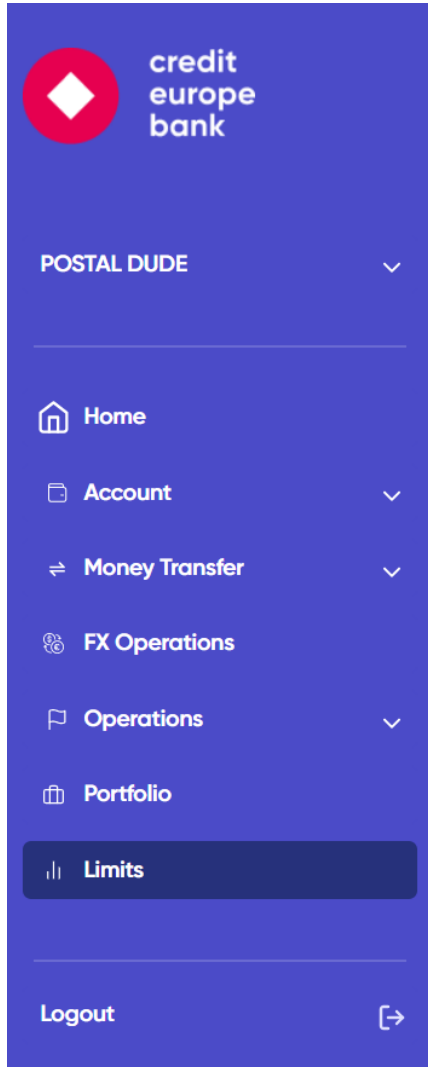 credit
europe
bank
POSTAL DUDE
Home
Account
Money Transfer
FX Operations
Operations
Portfolio
Limits
Logout